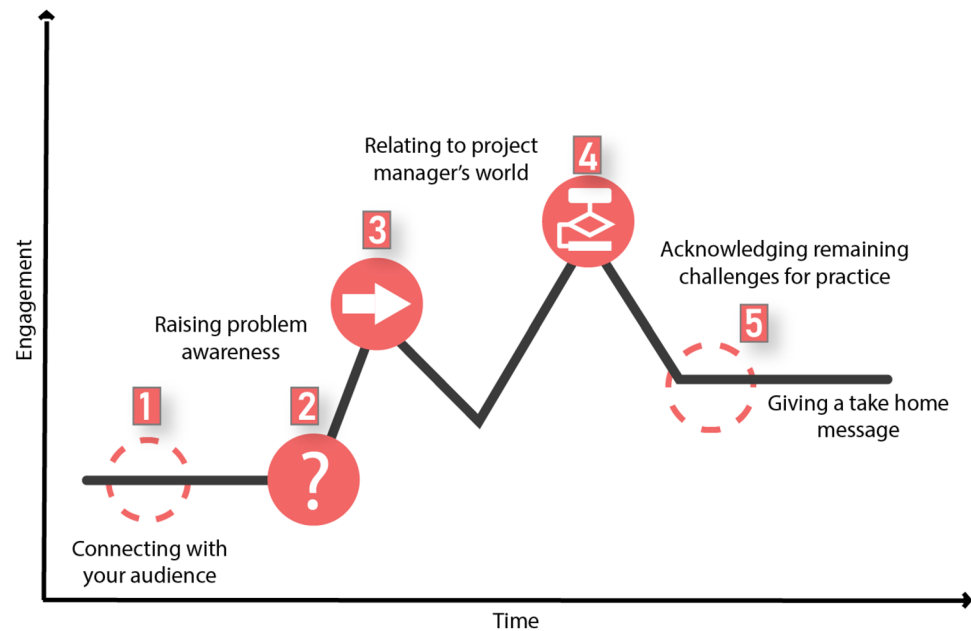 Relating to project
manager's world
4
3
Acknowledging remaining
challenges for practice
Engagement
Raising problem
awareness
5
1
2
Giving a take home
message
?
Connecting with
your audience
Time